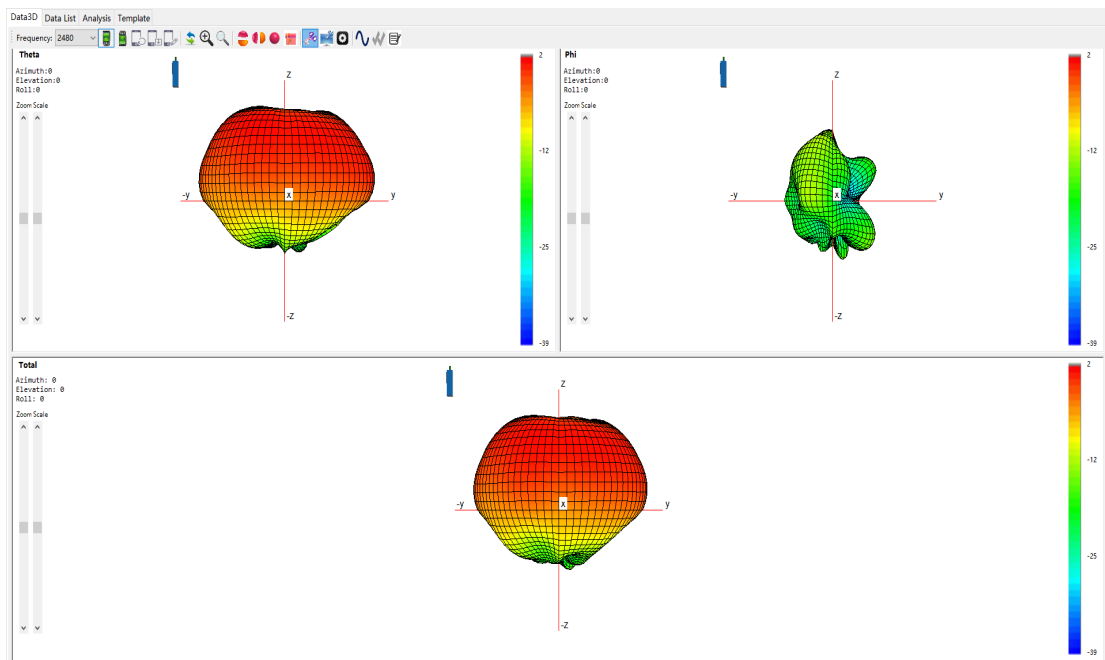 Data3D Data List Analysis Template
Frequency: 2480
Theta
Azimuth:0
Elevation:0
Roll:0
Zoom Scale
Z
-y
X
y
-Z
2
-12
-25
-39
Phi
Azimuth:0
Elevation:0
Roll:0
Zoom Scale
Z
-y
X
y
-Z
2
-12
-25
-39
Total
Azimuth: 0
Elevation: 0
Roll: 0
Zoom Scale
Z
-y
X
y
-Z
2
-12
-25
-39